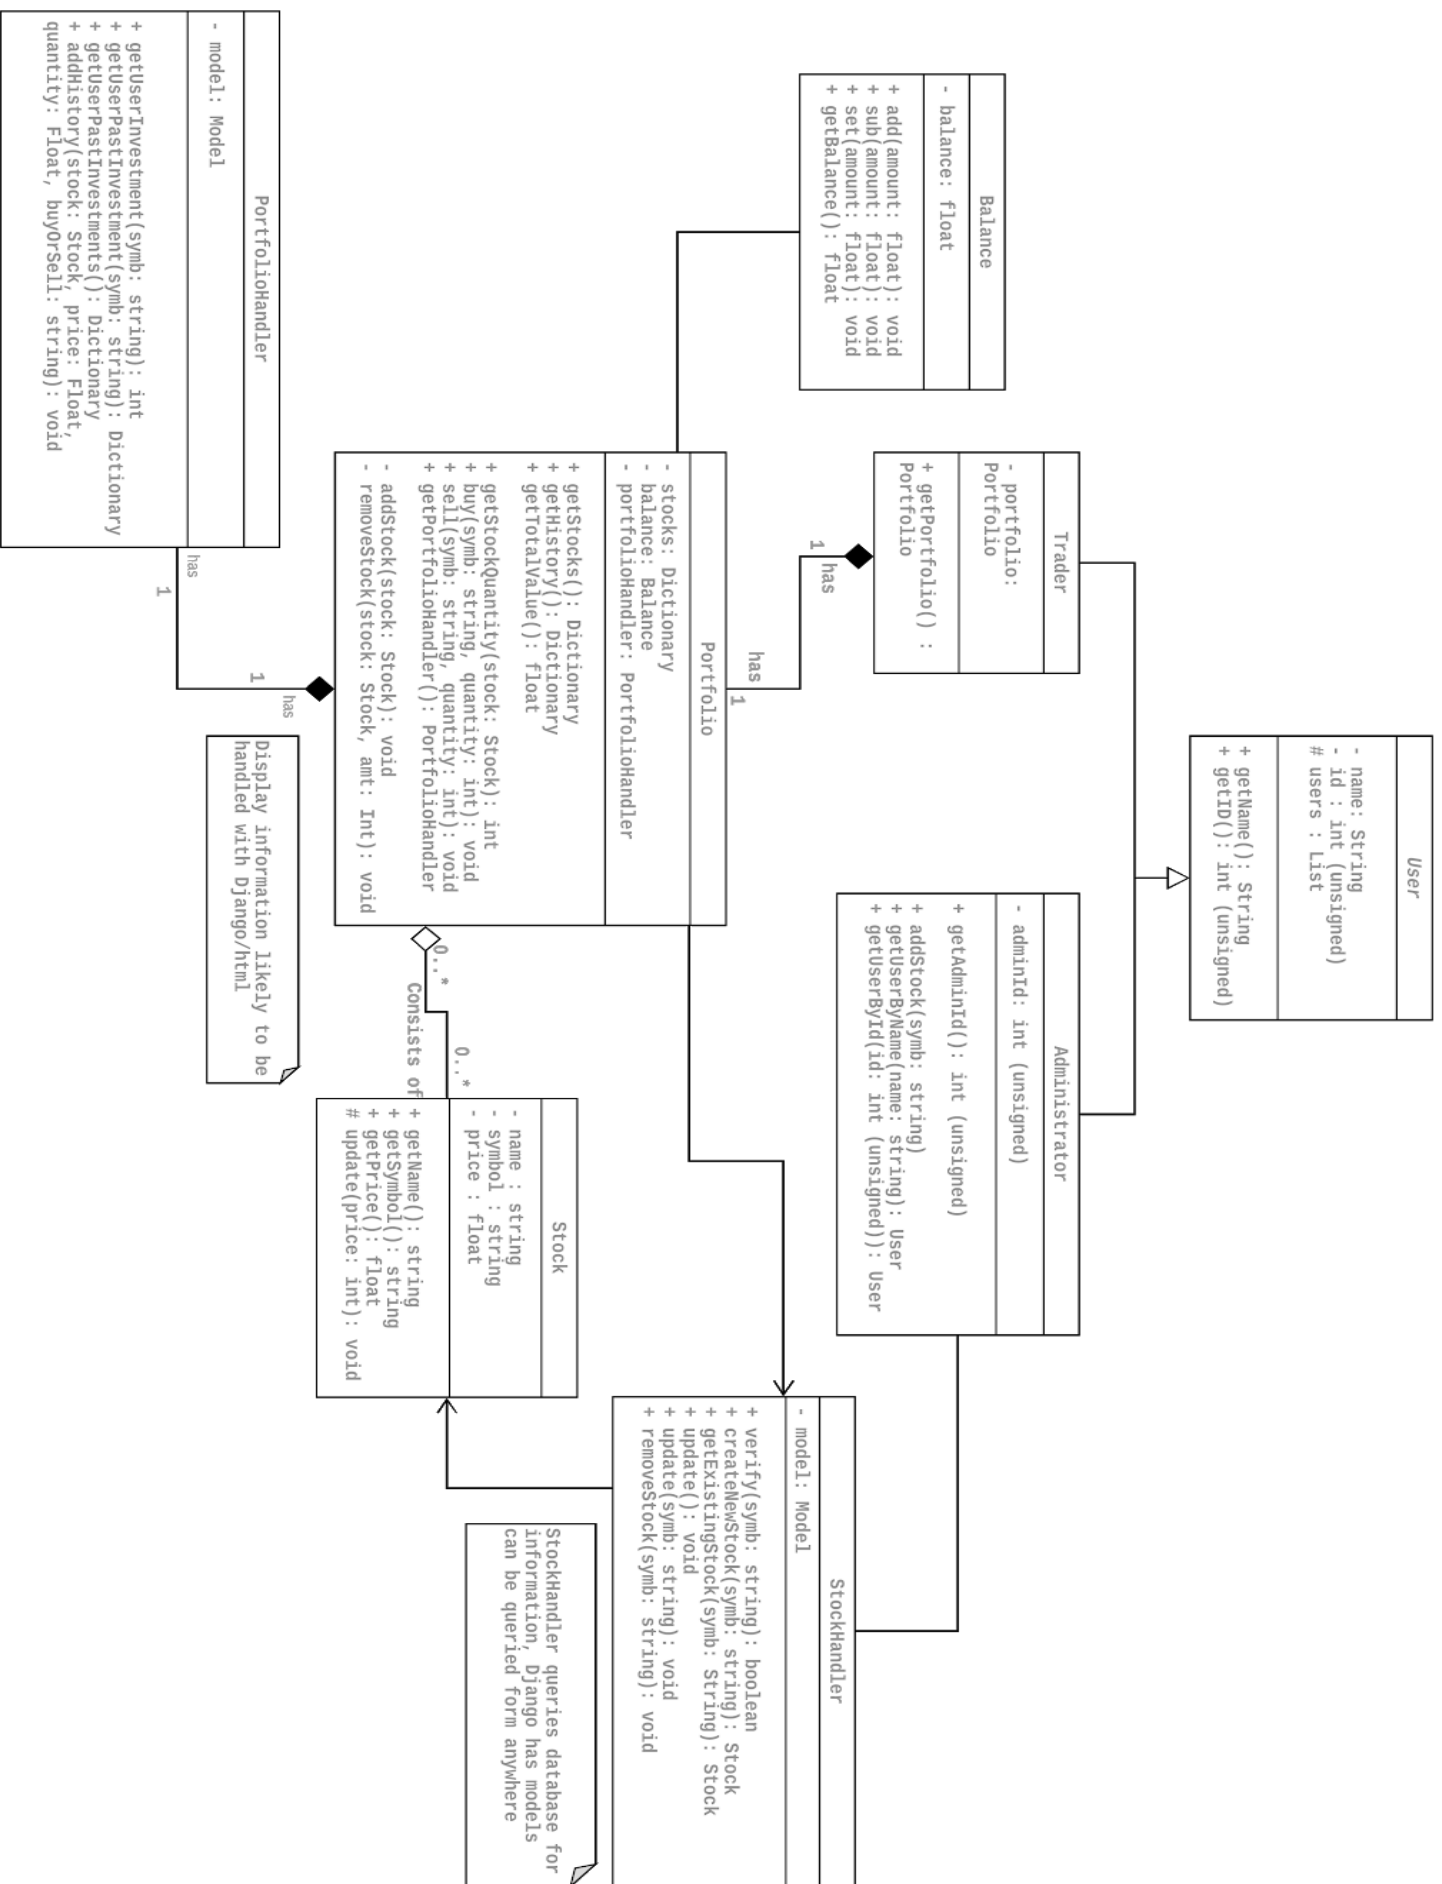 User
- name: String
- id : int (unsigned)
# users : List
+ getName(): String
+ getID(): int (unsigned)
Trader
- portfolio:
Portfolio
+ getPortfolio() :
Portfolio
Administrator
- adminId: int (unsigned)
+ getAdminId(): int (unsigned)
+ addStock(symb: string)
+ getUserByName(name: string): User
+ getUserById(id: int (unsigned)): User
Balance
- balance: float
+ add(amount: float): void
+ sub(amount: float): void
+ set(amount: float): void
+ getBalance(): float
has
1
has
1
Portfolio
- stocks: Dictionary
- balance: Balance
- portfolioHandler: PortfolioHandler
+ getStocks(): Dictionary
+ getHistory(): Dictionary
+ getTotalValue(): float
+ getStockQuantity(stock: Stock): int
+ buy(symb: string, quantity: int): void
+ sell(symb: string, quantity: int): void
+ getPortfolioHandler(): PortfolioHandler
- addStock(stock: Stock): void
- removeStock(stock: Stock, amt: Int): void
StockHandler
- model: Model
+ verify(symb: string): boolean
+ createNewStock(symb: string): Stock
+ getExistingStock(symb: String): Stock
+ update(): void
+ update(symb: string): void
+ removeStock(symb: string): void
0..*
0..*
Consists of
Stock
- name : string
- symbol : string
- price : float
+ getName(): string
+ getSymbol(): string
+ getPrice(): float
# update(price: int): void
StockHandler queries database for
information, Django has models
can be queried form anywhere
has
1
1
has
PortfolioHandler
- model: Model
+ getUserInvestment(symb: string): int
+ getUserPastInvestment(symb: string): Dictionary
+ getUserPastInvestments(): Dictionary
+ addHistory(stock: Stock, price: Float,
quantity: Float, buyOrSell: string): void
Display information likely to be
handled with Django/html